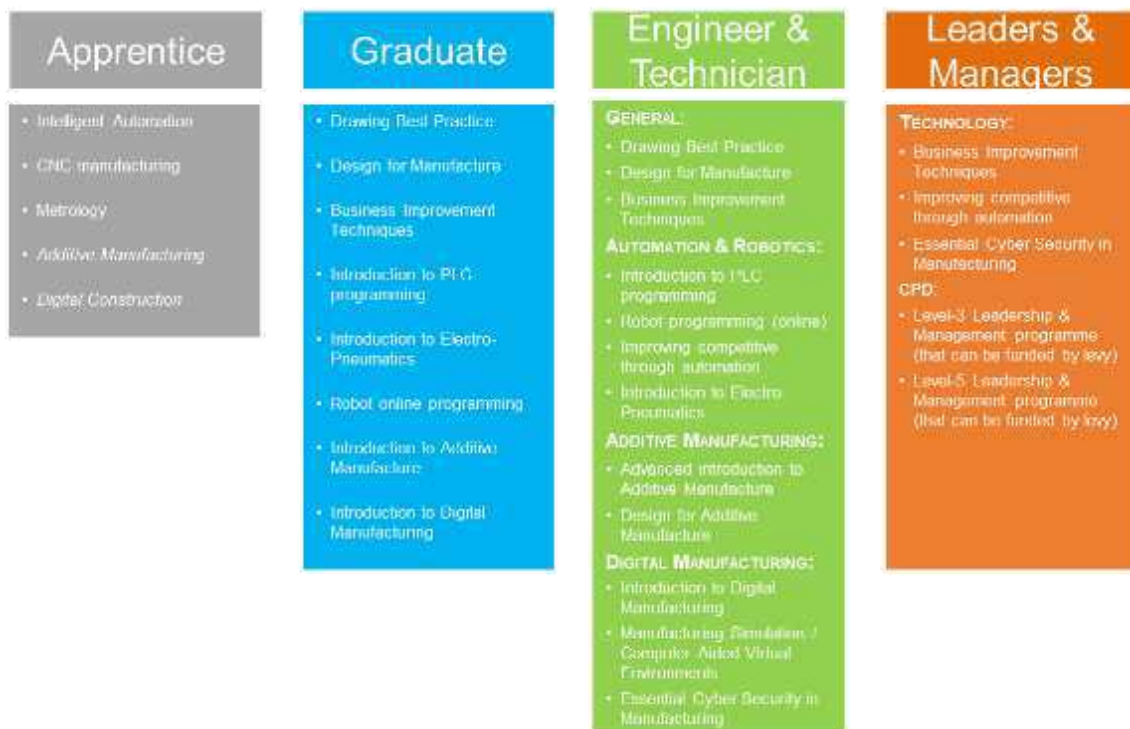 Apprentice
• Intelligent Automation
• CNC manufacturing
• Metrology
• Additive Manufacturing
• Digital Construction
Graduate
• Drawing Best Practice
• Design for Manufacture
• Business Improvement
Techniques
• Introduction to PLC
programming
• Introduction to Electro-
Pneumatics
• Robot online programming
• Introduction to Additive
Manufacture
• Introduction to Digital
Manufacturing
Engineer &
Technician
GENERAL:
• Drawing Best Practice
• Design for Manufacture
• Business Improvement
Techniques
AUTOMATION & ROBOTICS:
• Introduction to PLC
programming
• Robot programming (online)
• Improving competitive
through automation
• Introduction to Electro
Pneumatics
ADDITIVE MANUFACTURING:
• Advanced introduction to
Additive Manufacture
• Design for Additive
Manufacture
DIGITAL MANUFACTURING:
• Introduction to Digital
Manufacturing
• Manufacturing Simulation /
Computer Aided Virtual
Environments
• Essential Cyber Security in
Manufacturing
Leaders &
Managers
TECHNOLOGY:
• Business Improvement
Techniques
• Improving competitive
through automation
• Essential Cyber Security in
Manufacturing
CPD:
• Level-3 Leadership &
Management programme
(that can be funded by levy)
• Level-5 Leadership &
Management programme
(that can be funded by levy)